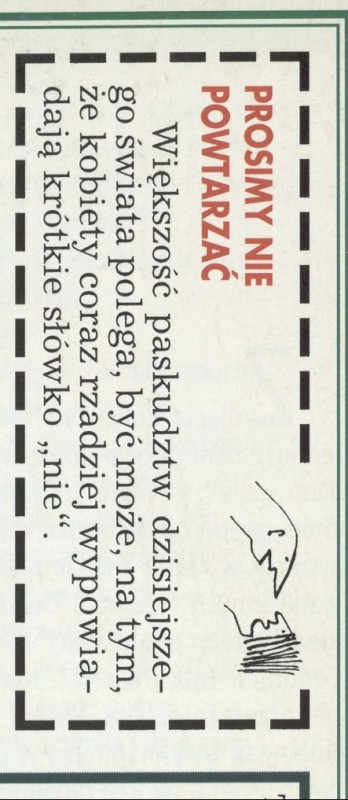 PROSIMY NIE
POWTARZAĆ
Większość paskudztw dzisiejsze-
go świata polega, być może na tym,
że kobiety coraz rzadziej wypowia-
dają krótkie słówko „nie“